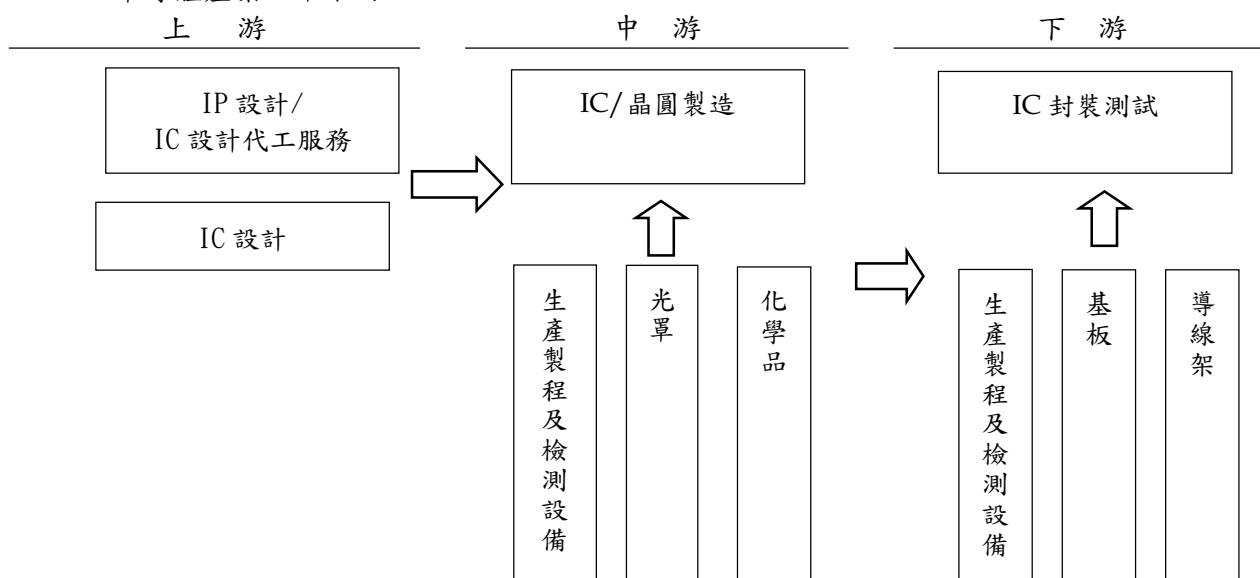 上 游
中 游
下 游
IP 設計/
IC 設計代工服務
IC/晶圓製造
IC 封裝測試
IC 設計
生產製程及檢測設備
光罩
化學品
生產製程及檢測設備
基板
導線架